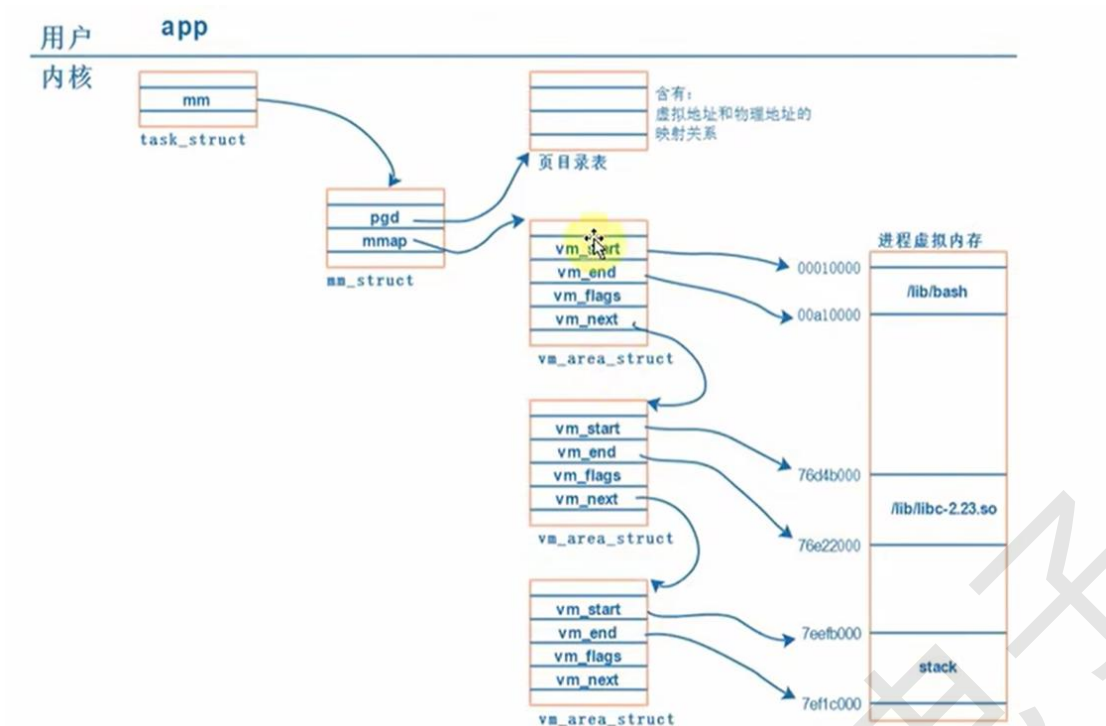 用户
app
内核
mm
task_struct
含有：
虚拟地址和物理地址的
映射关系
页目录表
pgd
mmap
mm_struct
vm_start
vm_end
vm_flags
vm_next
vm_area_struct
进程虚拟内存
00010000
/lib/bash
00a10000
vm_start
vm_end
vm_flags
vm_next
vm_area_struct
76d4b000
/lib/libc-2.23.so
76e22000
vm_start
vm_end
vm_flags
vm_next
vm_area_struct
7eefb000
stack
7ef1c000